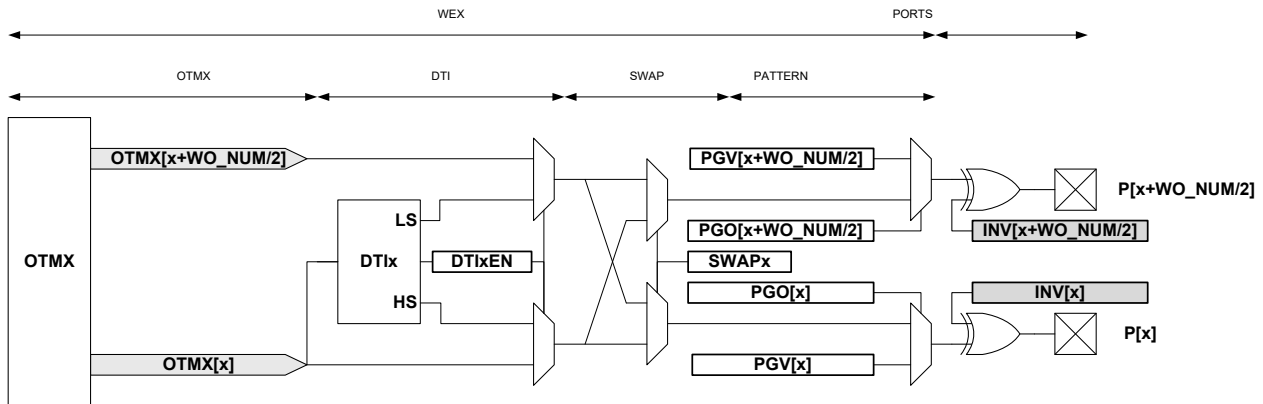 WEX
PORTS
OTMX
DTI
SWAP
PATTERN
OTMX[x+WO_NUM/2]
PGV[x+WO_NUM/2]
P[x+WO_NUM/2]
LS
PGO[x+WO_NUM/2]
INV[x+WO_NUM/2]
OTMX
DTIx
DTIxEN
SWAPx
HS
PGO[x]
INV[x]
P[x]
OTMX[x]
PGV[x]